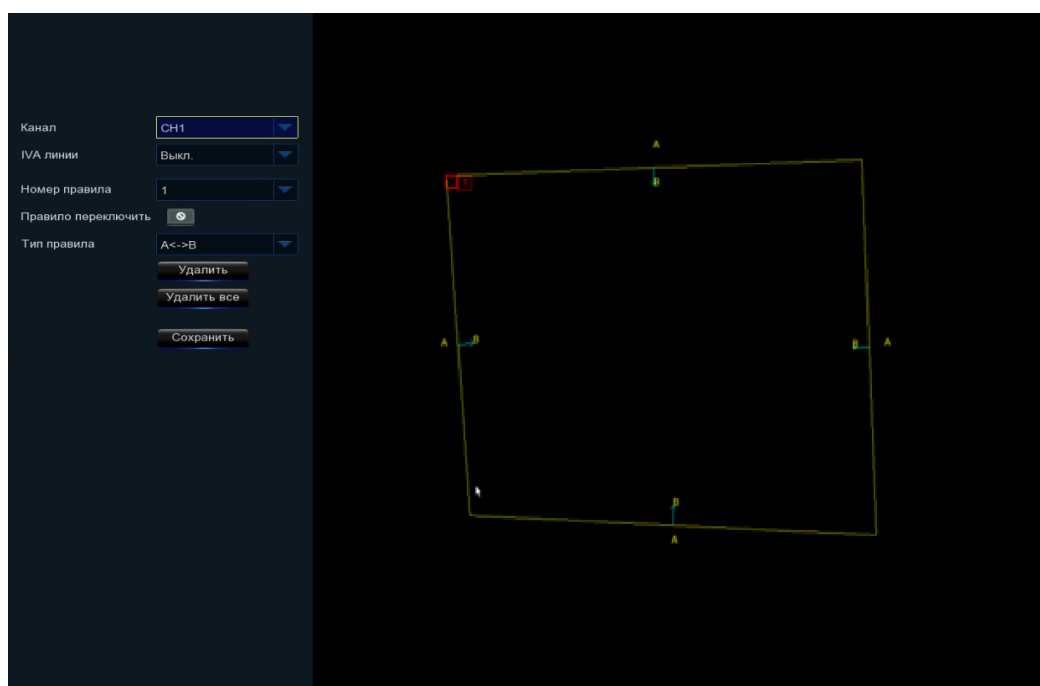 Канал CH1
IVA линии Выкл.
Номер правила 1
Правило переключить
Тип правила A<->B
Удалить
Удалить все
Сохранить
A
B
1
A B
B A
B
A